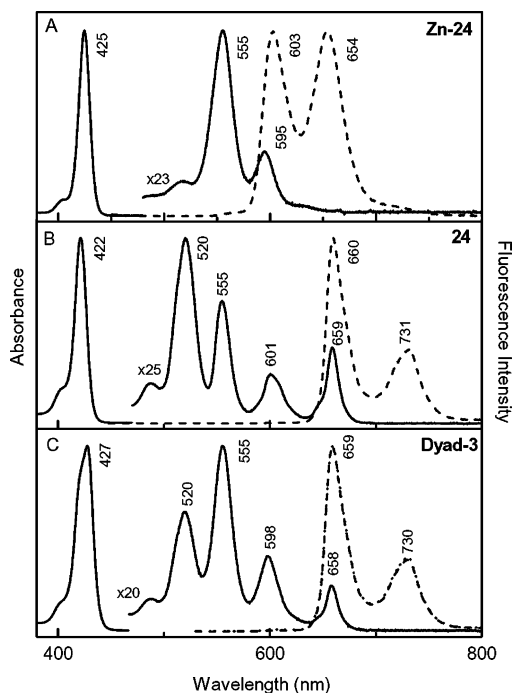 A
Zn-24
425
555
603
654
595
x23
B
24
422
520
555
660
659
731
601
x25
C
Dyad-3
427
520
555
659
598
658
730
x20
Absorbance
Fluorescence Intensity
400
600
800
Wavelength (nm)